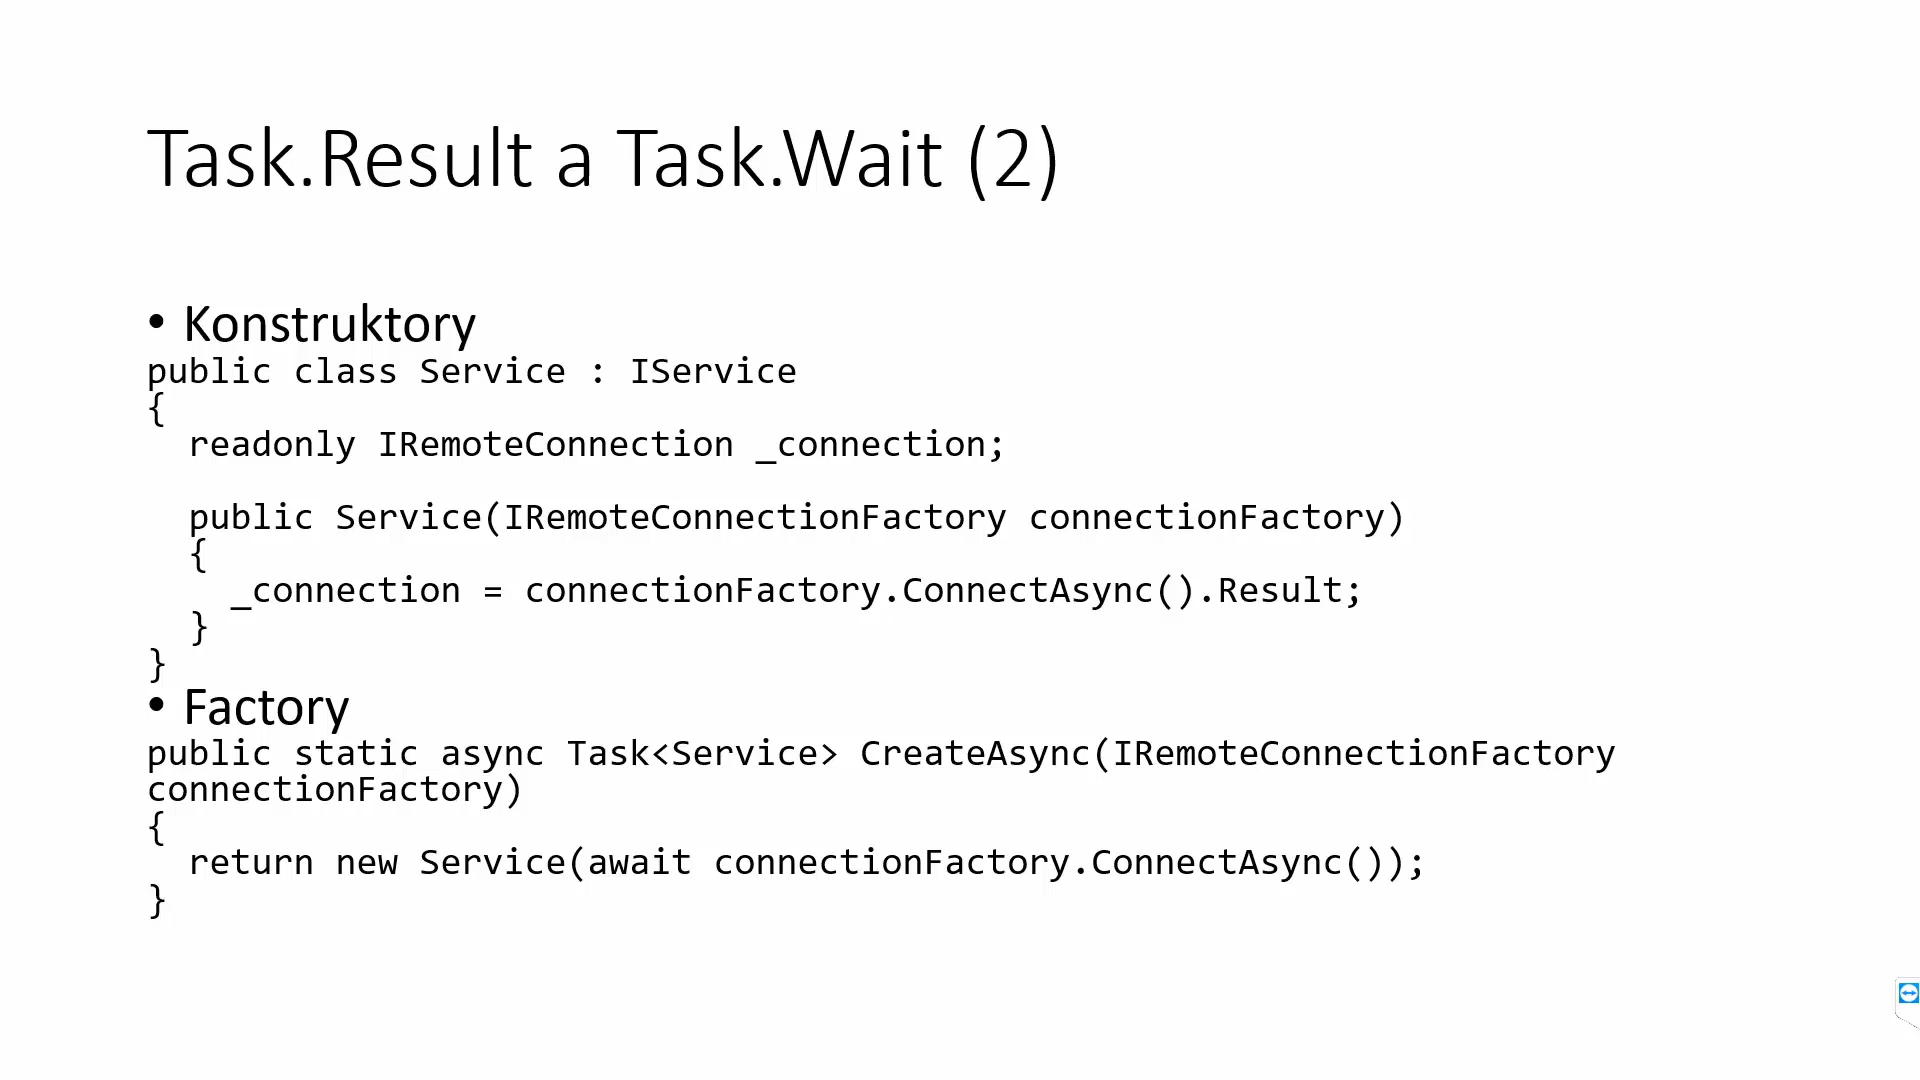 Task.Result a Task.Wait (2)
• Konstruktory
public class Service : IService
{
  readonly IRemoteConnection _connection;
  public Service(IRemoteConnectionFactory connectionFactory)
  {
    _connection = connectionFactory.ConnectAsync().Result;
  }
}
• Factory
public static async Task<Service> CreateAsync(IRemoteConnectionFactory
connectionFactory)
{
  return new Service(await connectionFactory.ConnectAsync());
}